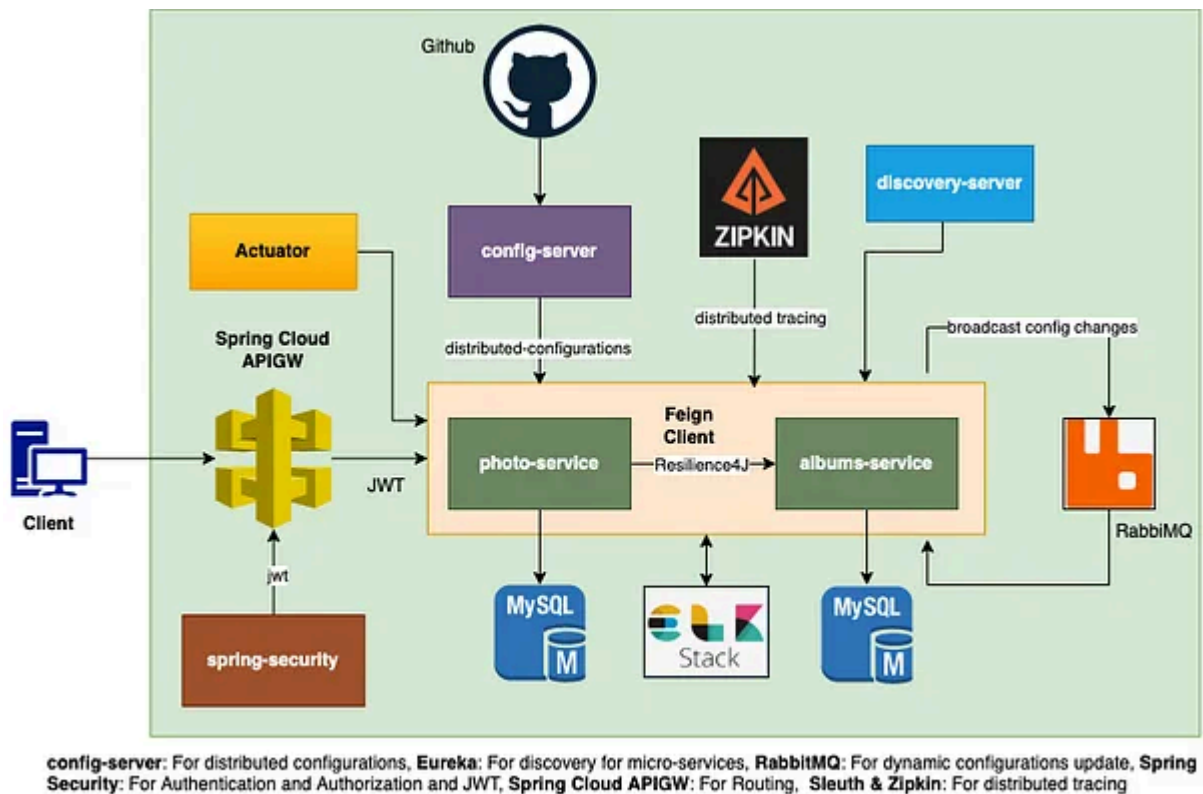 Github
ZIPKIN
discovery-server
Actuator
config-server
distributed tracing
broadcast config changes
Spring Cloud
APIGW
distributed-configurations
Feign
Client
photo-service
Resilience4J
albums-service
JWT
Client
RabbiMQ
jwt
MySQL
M
ELK
Stack
MySQL
M
spring-security
config-server: For distributed configurations, Eureka: For discovery for micro-services, RabbitMQ: For dynamic configurations update, Spring
Security: For Authentication and Authorization and JWT, Spring Cloud APIGW: For Routing, Sleuth & Zipkin: For distributed tracing